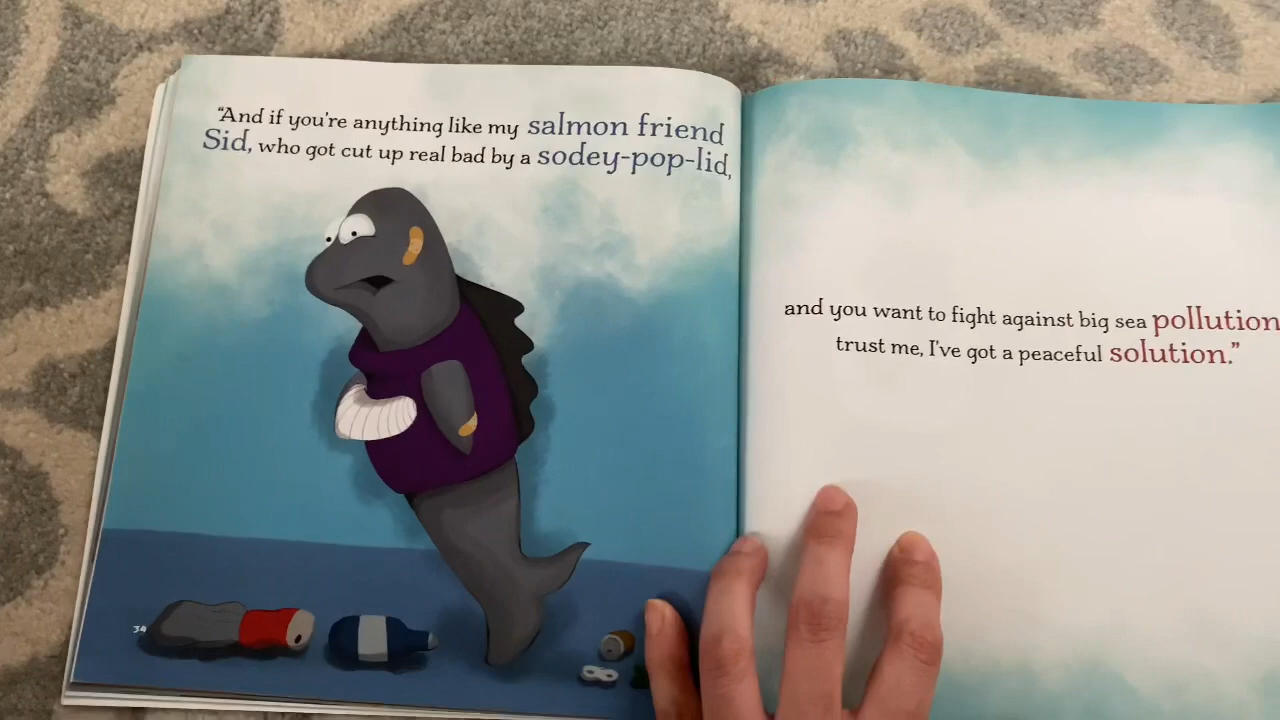 “And if you're anything like my salmon friend
Sid, who got cut up real bad by a sodey-pop-lid,
34
and you want to fight against big sea pollution
trust me, I've got a peaceful solution.”